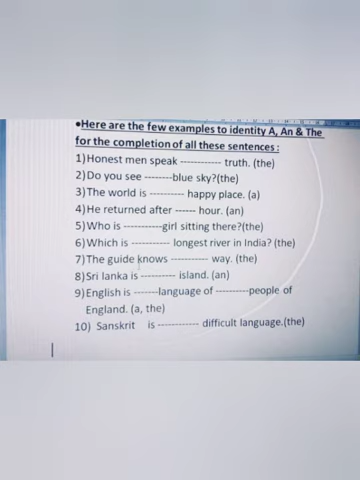 •Here are the few examples to identity A, An & The
for the completion of all these sentences :
1)Honest men speak ------------ truth. (the)
2)Do you see --------blue sky?(the)
3)The world is ---------- happy place. (a)
4)He returned after ------ hour. (an)
5)Who is -----------girl sitting there?(the)
6)Which is ----------- longest river in India? (the)
7)The guide knows ----------- way. (the)
8)Sri lanka is ---------- island. (an)
9)English is -------language of ----------people of
England. (a, the)
10) Sanskrit is ------------ difficult language.(the)